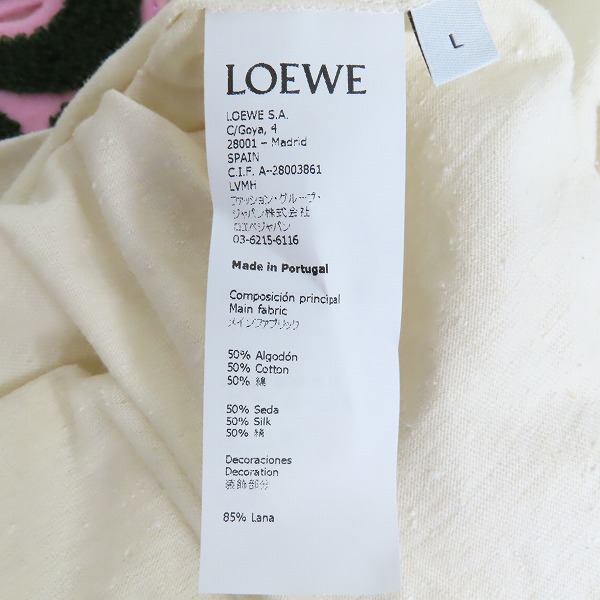 LOEWE
L
LOEWE S.A.
C/Goya, 4
28001 – Madrid
SPAIN
C.I.F. A-28003861
LVMH
ファッション・グループ・
ジャパン株式会社
ロエベジャパン
03-6215-6116
Made in Portugal
Composición principal
Main fabric
メインファブリック
50% Algodón
50% Cotton
50% 綿
50% Seda
50% Silk
50% 絹
Decoraciones
Decoration
装飾部分
85% Lana